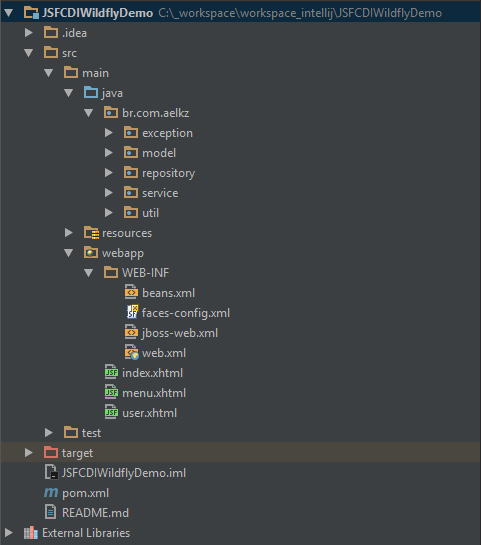 JSFCDIWildflyDemo C:\_workspace\workspace_intellij\JSFCDIWildflyDemo
.idea
src
main
java
br.com.aelkz
exception
model
repository
service
util
resources
webapp
WEB-INF
beans.xml
faces-config.xml
jboss-web.xml
web.xml
index.xhtml
menu.xhtml
user.xhtml
test
target
JSFCDIWildflyDemo.iml
pom.xml
README.md
External Libraries